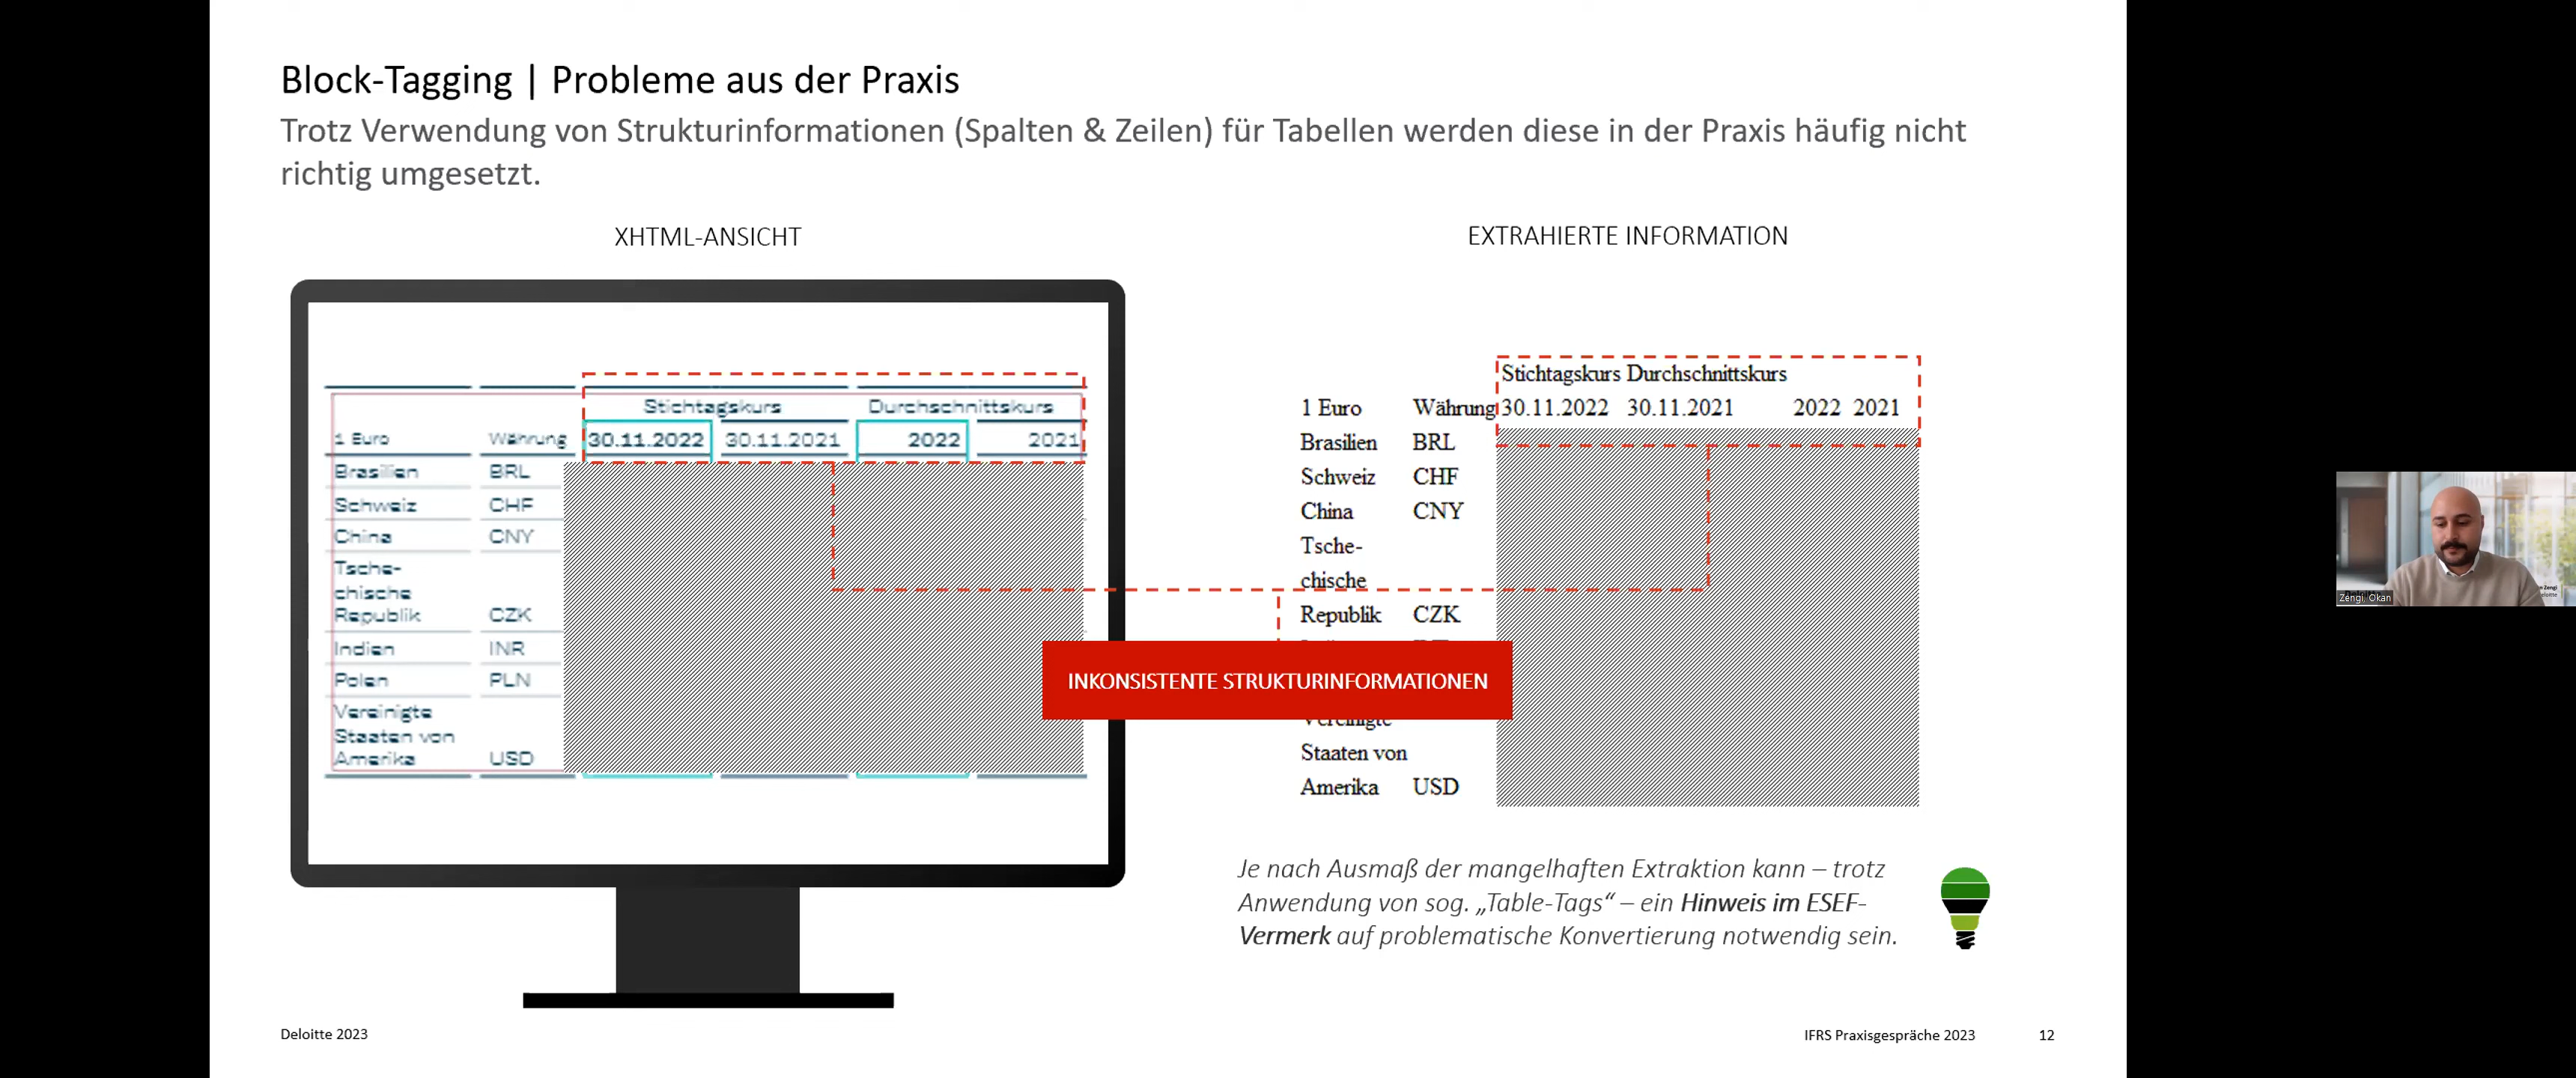 Block-Tagging | Probleme aus der Praxis
Trotz Verwendung von Strukturinformationen (Spalten & Zeilen) für Tabellen werden diese in der Praxis häufig nicht
richtig umgesetzt.
XHTML-ANSICHT
Stichtagskurs Durchschnittskurs
1 Euro Währung 30.11.2022 30.11.2021 2022 2021
Brasilien BRL
Schweiz CHF
China CNY
Tsche-
chische
Republik CZK
Indien INR
Polen PLN
Vereinigte
Staaten von
Amerika USD
EXTRAHIERTE INFORMATION
Stichtagskurs Durchschnittskurs
1 Euro Währung 30.11.2022 30.11.2021 2022 2021
Brasilien BRL
Schweiz CHF
China CNY
Tsche-
chische
Republik CZK
INKONSISTENTE STRUKTURINFORMATIONEN
Vereinigte
Staaten von
Amerika USD
Je nach Ausmaß der mangelhaften Extraktion kann – trotz
Anwendung von sog. „Table-Tags“ – ein Hinweis im ESEF-
Vermerk auf problematische Konvertierung notwendig sein.
Deloitte 2023
IFRS Praxisgespräche 2023 12
Zengi, Okan